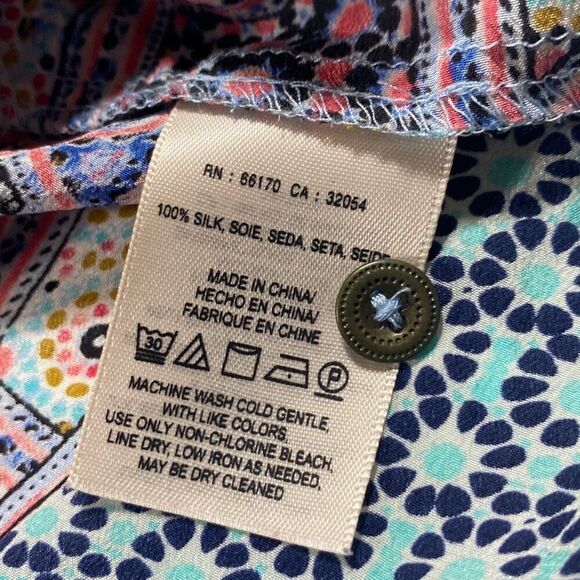 RN : 66170 CA : 32054
100% SILK, SOIE, SEDA, SETA, SEIDE
MADE IN CHINA/
HECHO EN CHINA/
FABRIQUE EN CHINE
30 P
MACHINE WASH COLD GENTLE,
WITH LIKE COLORS
USE ONLY NON-CHLORINE BLEACH,
LINE DRY, LOW IRON AS NEEDED,
MAY BE DRY CLEANED